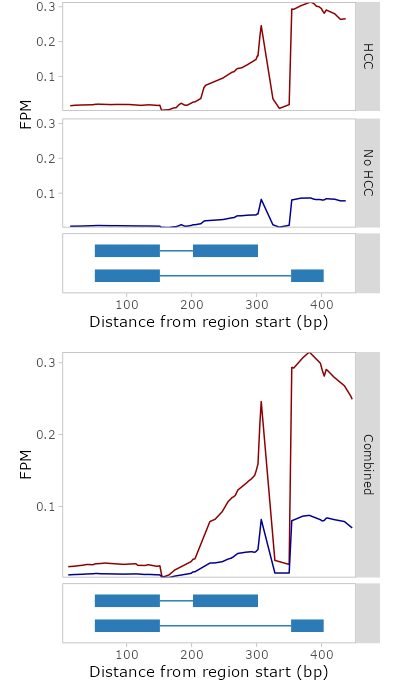 0.3
0.2
0.1
HCC
FPM
0.3
0.2
0.1
No HCC
100 200 300 400
Distance from region start (bp)
0.3
0.2
0.1
FPM
Combined
100 200 300 400
Distance from region start (bp)